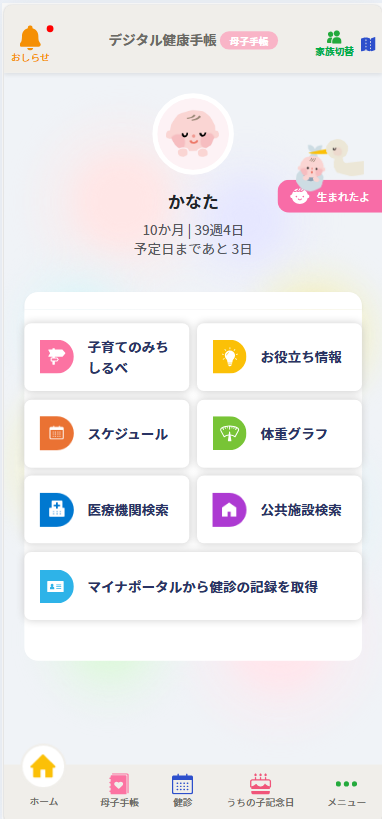 おしらせ
デジタル健康手帳 母子手帳
家族切替
生まれたよ
かなた
10か月 | 39週4日
予定日まであと 3日
子育てのみち
しるべ
お役立ち情報
スケジュール
体重グラフ
医療機関検索
公共施設検索
マイナポータルから健診の記録を取得
ホーム
母子手帳
健診
うちの子記念日
メニュー